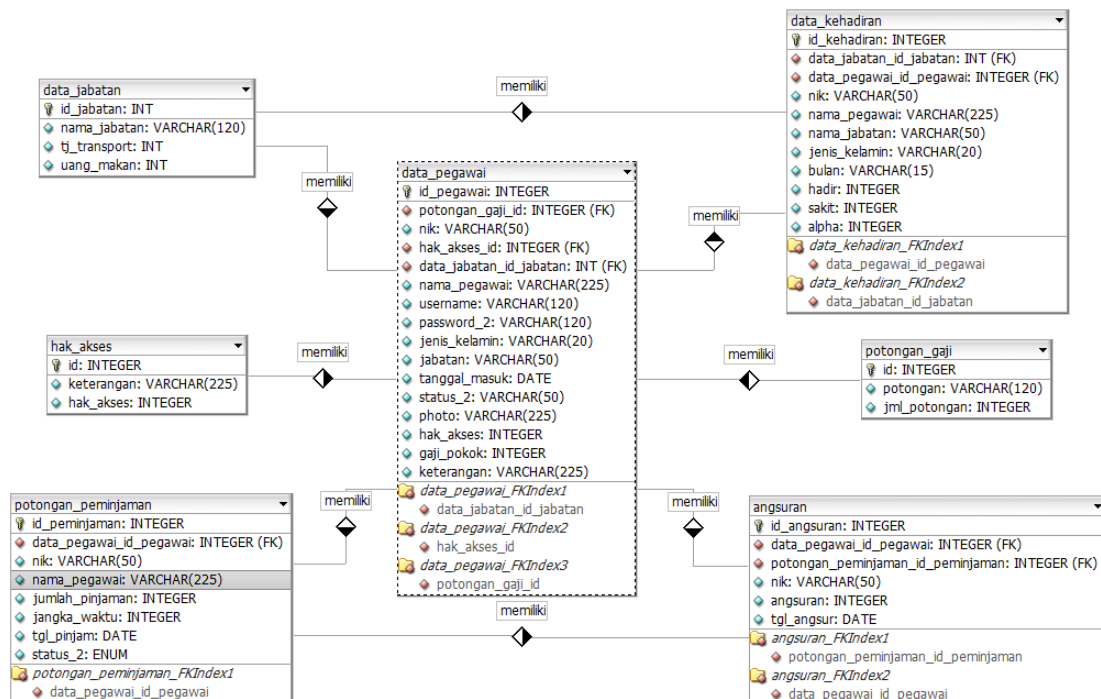 data_kehadiran
id_kehadiran: INTEGER
data_jabatan_id_jabatan: INT (FK)
data_pegawai_id_pegawai: INTEGER (FK)
nik: VARCHAR(50)
nama_pegawai: VARCHAR(225)
nama_jabatan: VARCHAR(50)
jenis_kelamin: VARCHAR(20)
bulan: VARCHAR(15)
hadir: INTEGER
sakit: INTEGER
alpha: INTEGER
data_kehadiran_FKIndex1
data_pegawai_id_pegawai
data_kehadiran_FKIndex2
data_jabatan_id_jabatan
memiliki
data_jabatan
id_jabatan: INT
nama_jabatan: VARCHAR(120)
tj_transport: INT
uang_makan: INT
memiliki
data_pegawai
id_pegawai: INTEGER
potongan_gaji_id: INTEGER (FK)
nik: VARCHAR(50)
hak_akses_id: INTEGER (FK)
data_jabatan_id_jabatan: INT (FK)
nama_pegawai: VARCHAR(225)
username: VARCHAR(120)
password_2: VARCHAR(120)
jenis_kelamin: VARCHAR(20)
jabatan: VARCHAR(50)
tanggal_masuk: DATE
status_2: VARCHAR(50)
photo: VARCHAR(225)
hak_akses: INTEGER
gaji_pokok: INTEGER
keterangan: VARCHAR(225)
data_pegawai_FKIndex1
data_jabatan_id_jabatan
data_pegawai_FKIndex2
hak_akses_id
data_pegawai_FKIndex3
potongan_gaji_id
memiliki
hak_akses
id: INTEGER
keterangan: VARCHAR(225)
hak_akses: INTEGER
memiliki
memiliki
potongan_gaji
id: INTEGER
potongan: VARCHAR(120)
jml_potongan: INTEGER
potongan_peminjaman
id_peminjaman: INTEGER
data_pegawai_id_pegawai: INTEGER (FK)
nik: VARCHAR(50)
nama_pegawai: VARCHAR(225)
jumlah_pinjaman: INTEGER
jangka_waktu: INTEGER
tgl_pinjam: DATE
status_2: ENUM
potongan_peminjaman_FKIndex1
data_pegawai_id_pegawai
memiliki
memiliki
memiliki
angsuran
id_angsuran: INTEGER
data_pegawai_id_pegawai: INTEGER (FK)
potongan_peminjaman_id_peminjaman: INTEGER (FK)
nik: VARCHAR(50)
angsuran: INTEGER
tgl_angsur: DATE
angsuran_FKIndex1
potongan_peminjaman_id_peminjaman
angsuran_FKIndex2
data_pegawai_id_pegawai